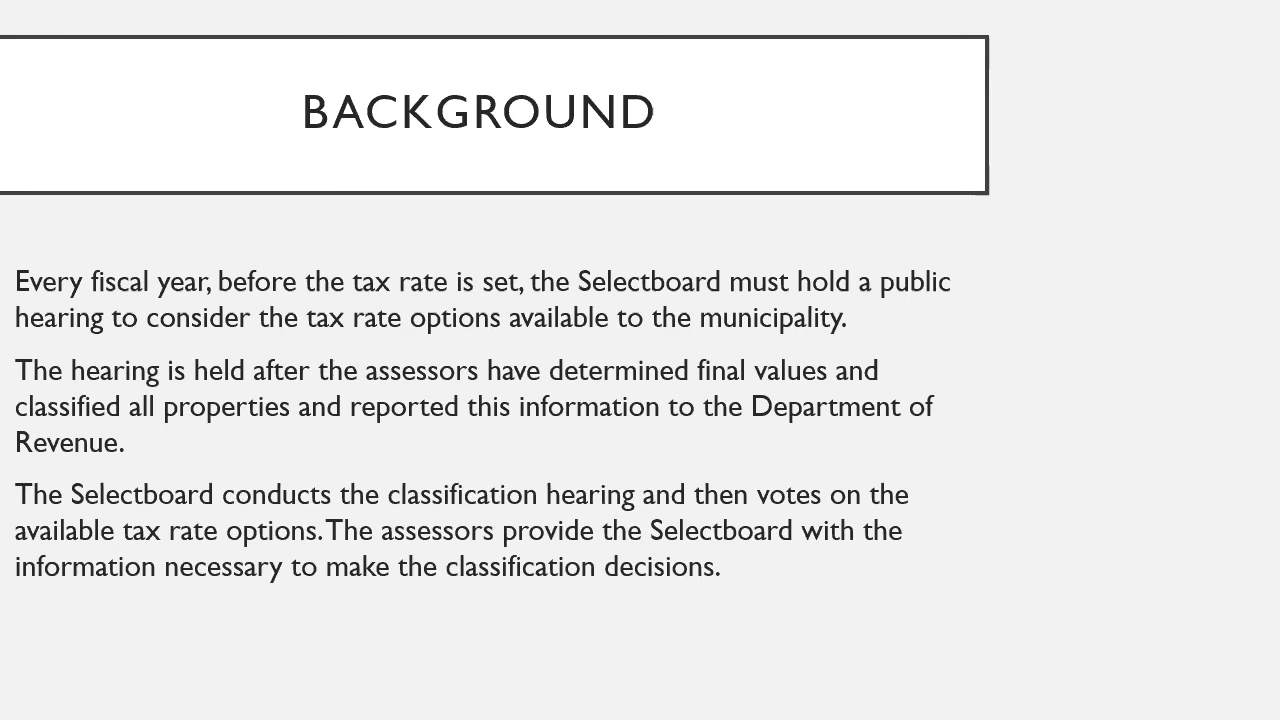 BACKGROUND
Every fiscal year, before the tax rate is set, the Selectboard must hold a public
hearing to consider the tax rate options available to the municipality.
The hearing is held after the assessors have determined final values and
classified all properties and reported this information to the Department of
Revenue.
The Selectboard conducts the classification hearing and then votes on the
available tax rate options. The assessors provide the Selectboard with the
information necessary to make the classification decisions.